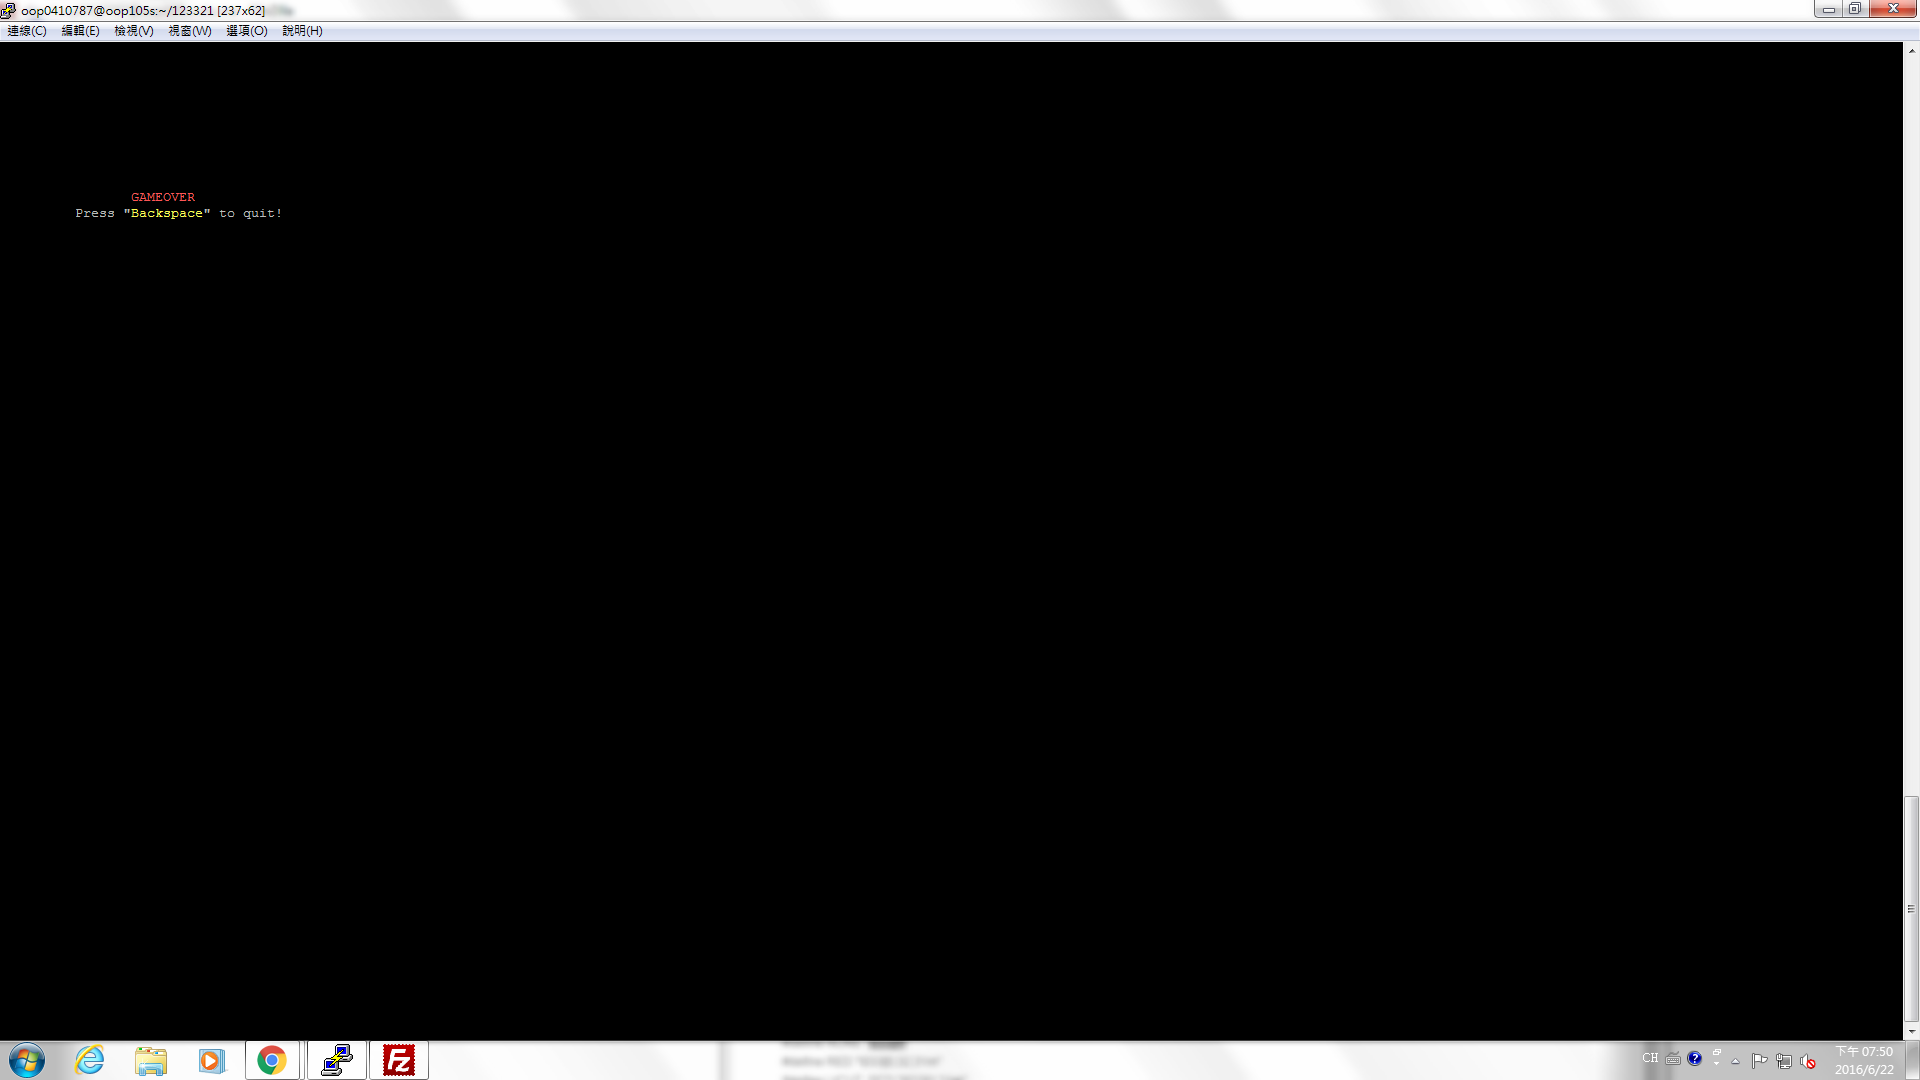 oop0410787@oop105s:~/123321 [237x62]
連線(C) 編輯(E) 檢視(V) 視窗(W) 選項(O) 說明(H)
GAMEOVER
Press "Backspace" to quit!
CH
下午 07:50
2016/6/22